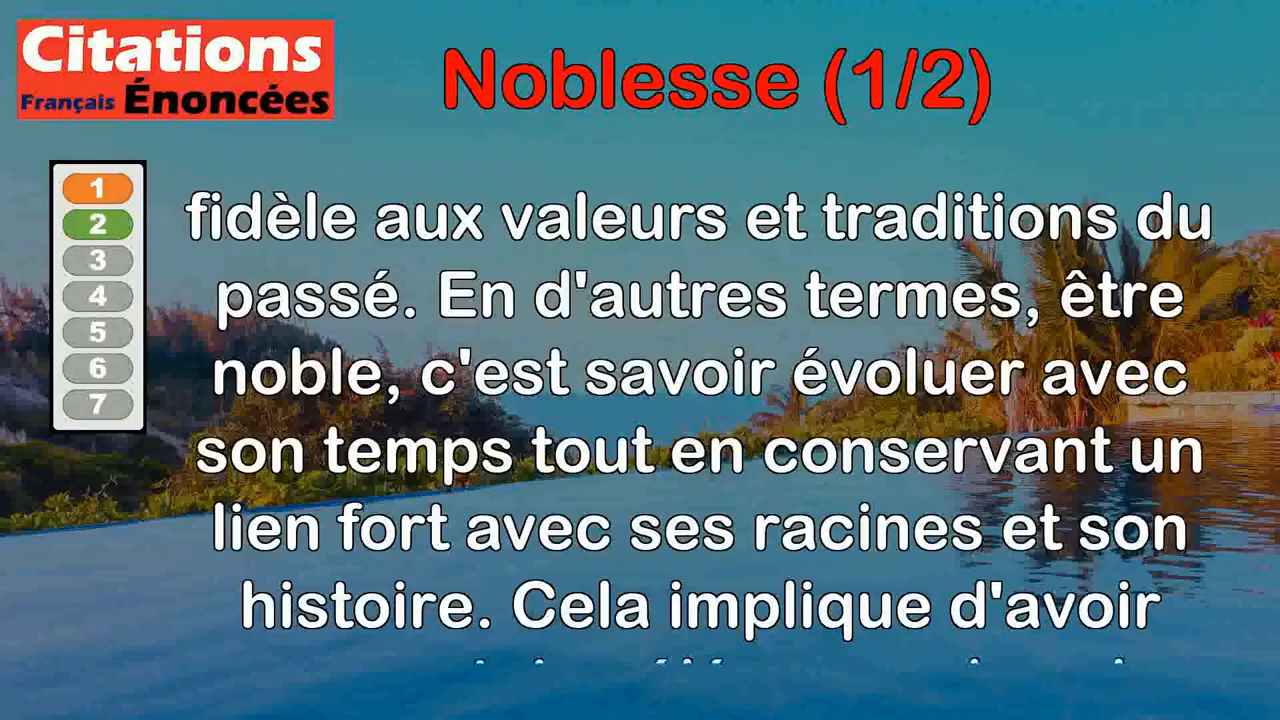 Citations
Français Énoncées
Noblesse (1/2)
1
2
3
4
5
6
7
fidèle aux valeurs et traditions du
passé. En d'autres termes, être
noble, c'est savoir évoluer avec
son temps tout en conservant un
lien fort avec ses racines et son
histoire. Cela implique d'avoir